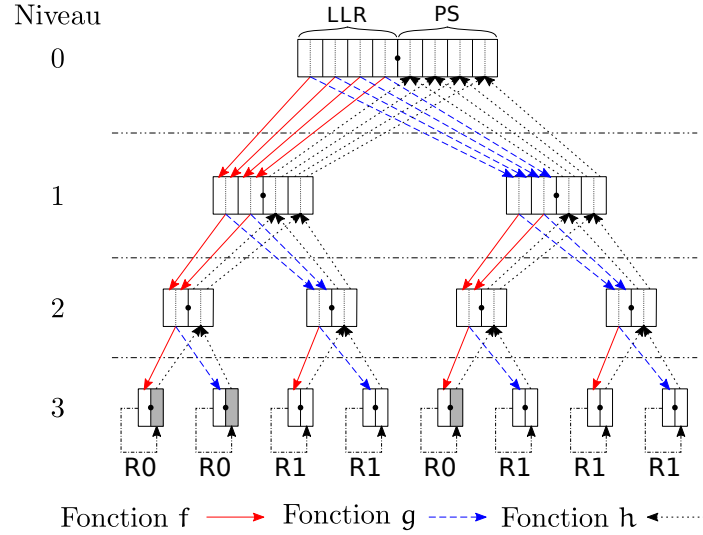 Niveau LLR PS
0
1
2
3
R0 R0 R1 R1 R0 R1 R1 R1
Fonction f Fonction g Fonction h